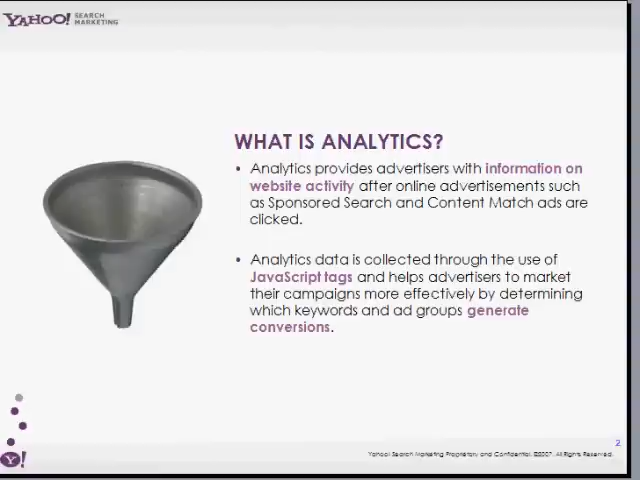 YAHOO! SEARCH
MARKETING
WHAT IS ANALYTICS?
• Analytics provides advertisers with information on
website activity after online advertisements such
as Sponsored Search and Content Match ads are
clicked.
• Analytics data is collected through the use of
JavaScript tags and helps advertisers to market
their campaigns more effectively by determining
which keywords and ad groups generate
conversions.
2
Yahoo! Search Marketing Proprietary and Confidential. ©2007. All Rights Reserved.
Y!